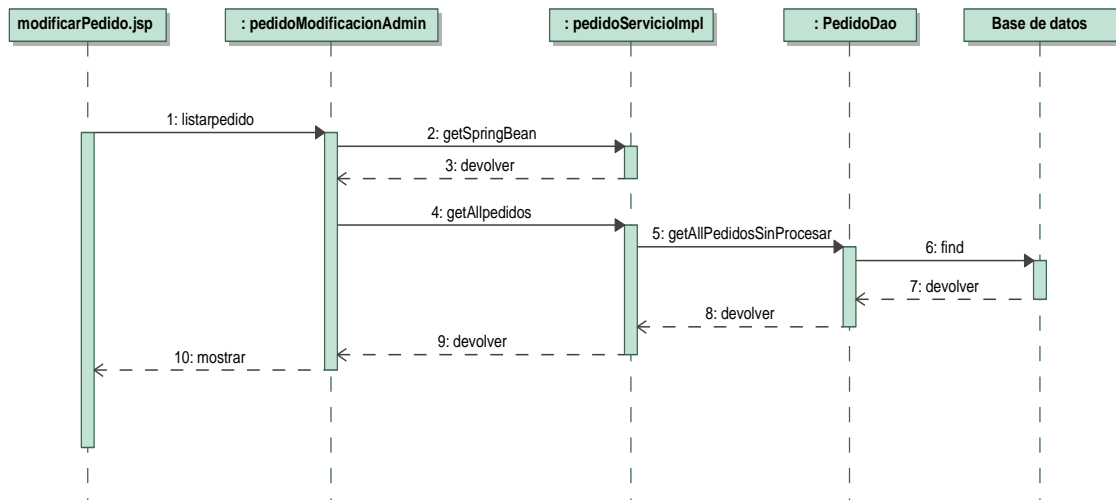 modificarPedido.jsp
: pedidoModificacionAdmin
: pedidoServicioImpl
: PedidoDao
Base de datos
1: listarpedido
2: getSpringBean
3: devolver
4: getAllpedidos
5: getAllPedidosSinProcesar
6: find
7: devolver
8: devolver
9: devolver
10: mostrar